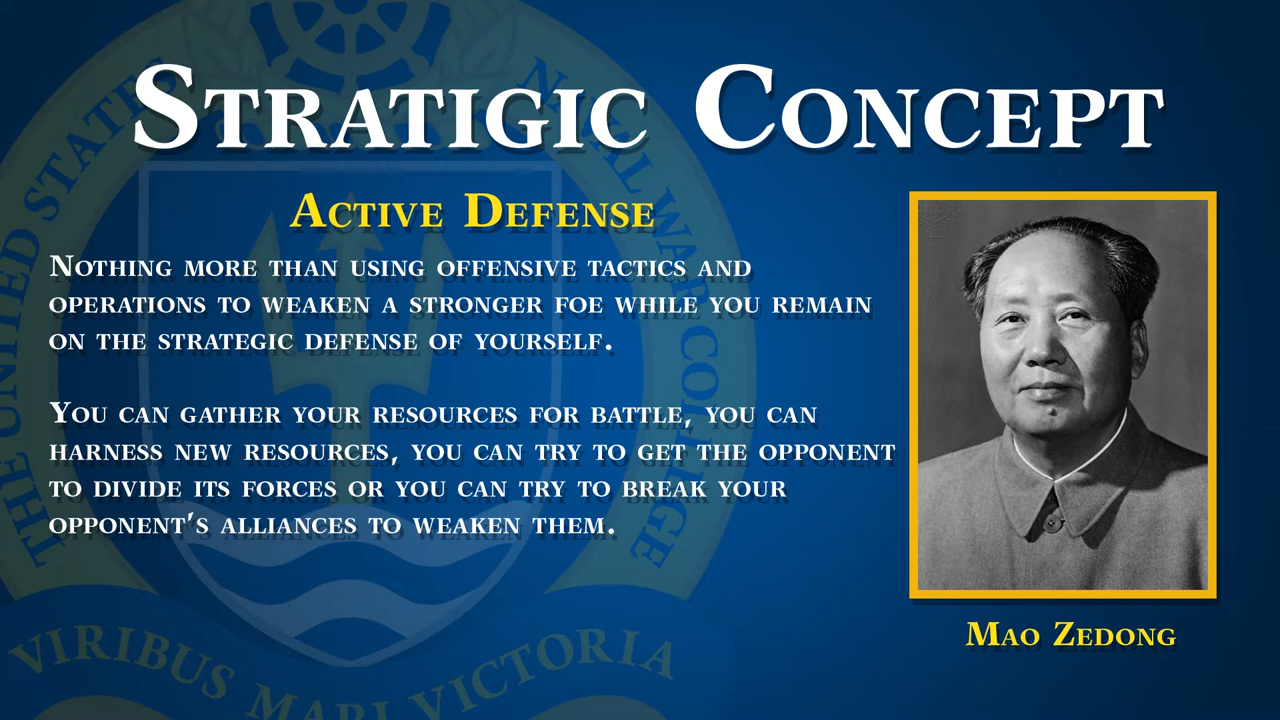 Stratigic Concept
Active Defense
Nothing more than using offensive tactics and
operations to weaken a stronger foe while you remain
on the strategic defense of yourself.
You can gather your resources for battle, you can
harness new resources, you can try to get the opponent
to divide its forces or you can try to break your
opponent's alliances to weaken them.
Mao Zedong
THE UNITED STATES NAVAL WAR COLLEGE
VIRIBUS MARI VICTORIA